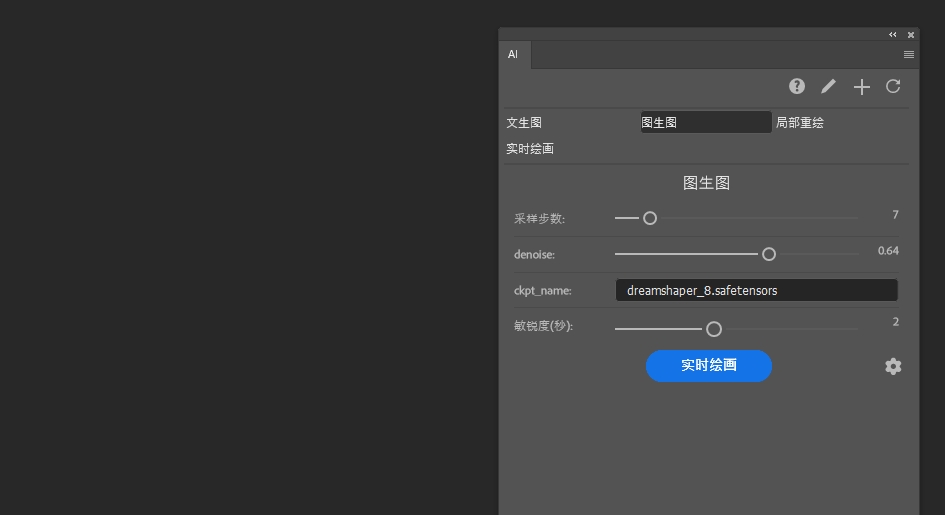 AI
文生图 图生图 局部重绘
实时绘画
图生图
采样步数: 7
denoise: 0.64
ckpt_name: dreamshaper_8.safetensors
敏锐度(秒): 2
实时绘画